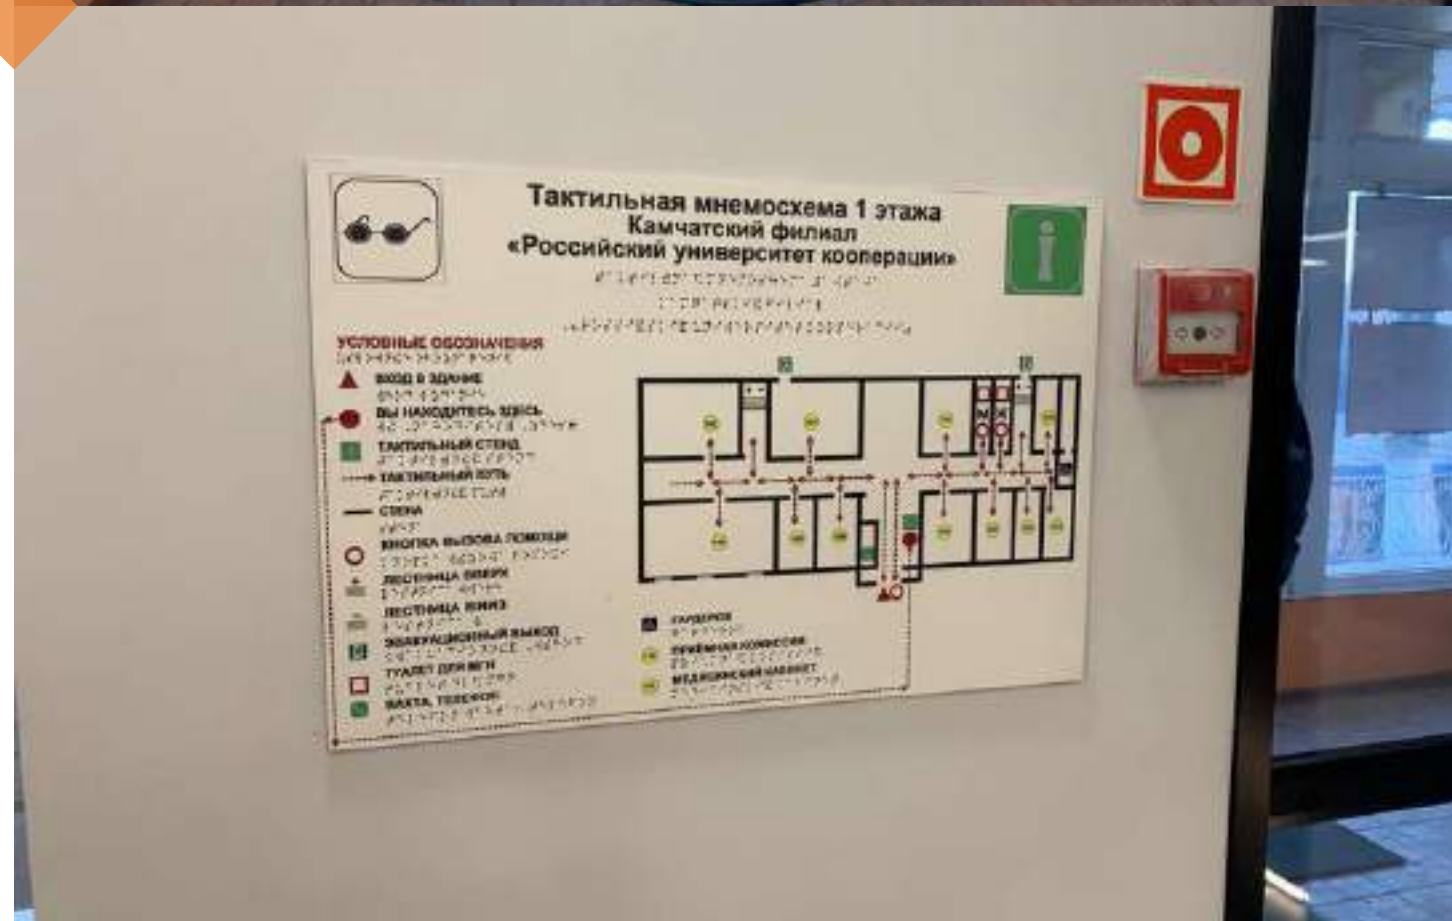 Тактильная мнемосхема 1 этажа
Камчатский филиал
«Российский университет кооперации»
УСЛОВНЫЕ ОБОЗНАЧЕНИЯ
ВХОД В ЗДАНИЕ
ВЫ НАХОДИТЕСЬ ЗДЕСЬ
ТАКТИЛЬНЫЙ СТЕНД
ТАКТИЛЬНЫЙ ПУТЬ
СТЕНА
КНОПКА ВЫЗОВА ПОМОЩИ
ЛЕСТНИЦА ВВЕРХ
ЛЕСТНИЦА ВНИЗ
ЭВАКУАЦИОННЫЙ ВЫХОД
ТУАЛЕТ ДЛЯ МГН
ВАХТА, ТЕЛЕФОН
М Ж
ГАРДЕРОБ
ПРИЁМНАЯ КОМИССИЯ
МЕДИЦИНСКИЙ КАБИНЕТ